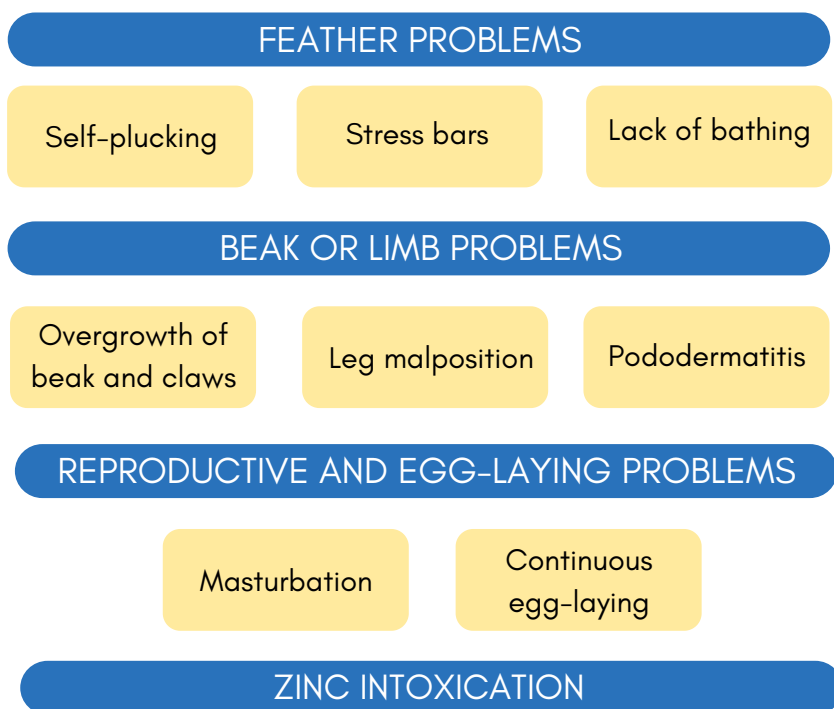 FEATHER PROBLEMS
Self-plucking
Stress bars
Lack of bathing
BEAK OR LIMB PROBLEMS
Overgrowth of
beak and claws
Leg malposition
Pododermatitis
REPRODUCTIVE AND EGG-LAYING PROBLEMS
Masturbation
Continuous
egg-laying
ZINC INTOXICATION